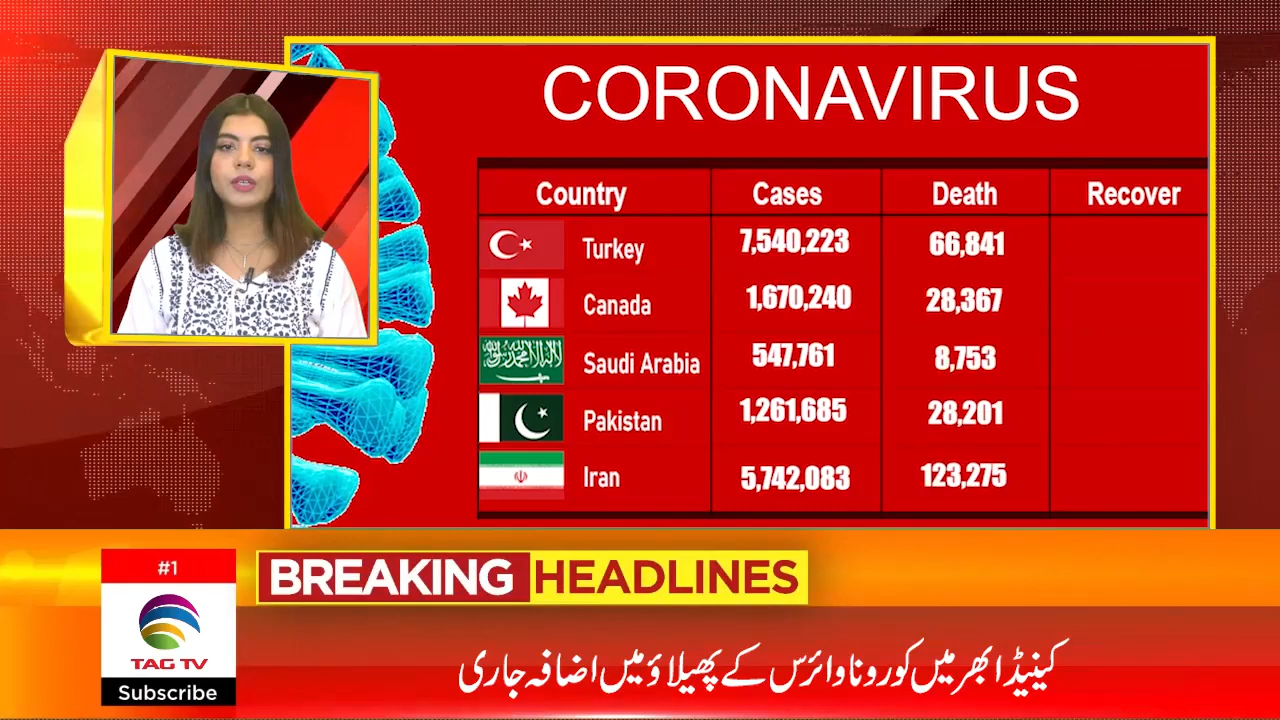 CORONAVIRUS
Country Cases Death Recover
Turkey 7,540,223 66,841
Canada 1,670,240 28,367
Saudi Arabia 547,761 8,753
Pakistan 1,261,685 28,201
Iran 5,742,083 123,275
#1
TAG TV
Subscribe
BREAKING HEADLINES
کینیڈا بھر میں کورونا وائرس کے پھیلاؤ میں اضافہ جاری